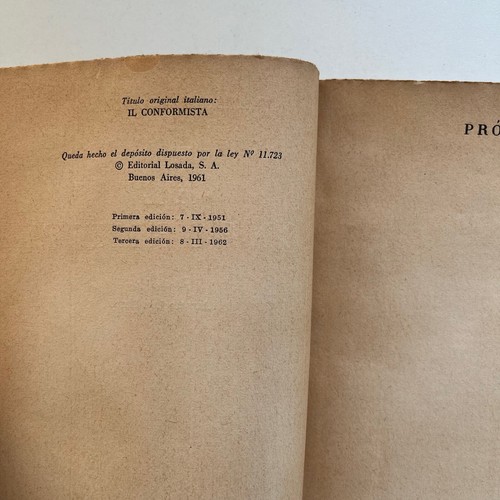 Título original italiano:
IL CONFORMISTA
Queda hecho el depósito dispuesto por la ley Nº 11.723
© Editorial Losada, S. A.
Buenos Aires, 1961
Primera edición: 7 - IX - 1951
Segunda edición: 9 - IV - 1956
Tercera edición: 8 - III - 1962
PRÓ